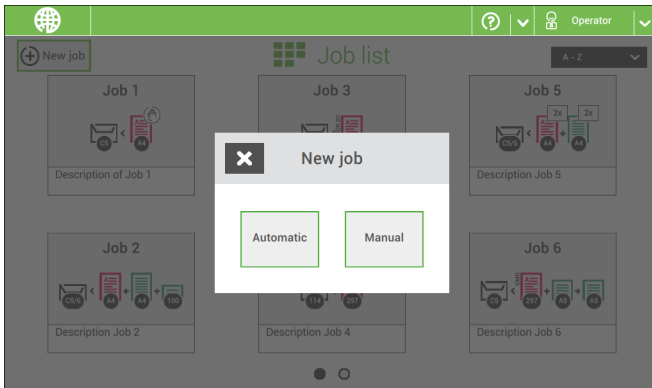 Operator
New job
Job list
A - Z
Job 1
C5
A4
Description of Job 1
Job 3
Job 5
2x
2x
C5/6
A4
A4
Description Job 5
New job
Automatic
Manual
Job 2
C5/6
A4
A4
100
Description Job 2
114
297
Description Job 4
Job 6
C5
297
A5
A5
Description Job 6